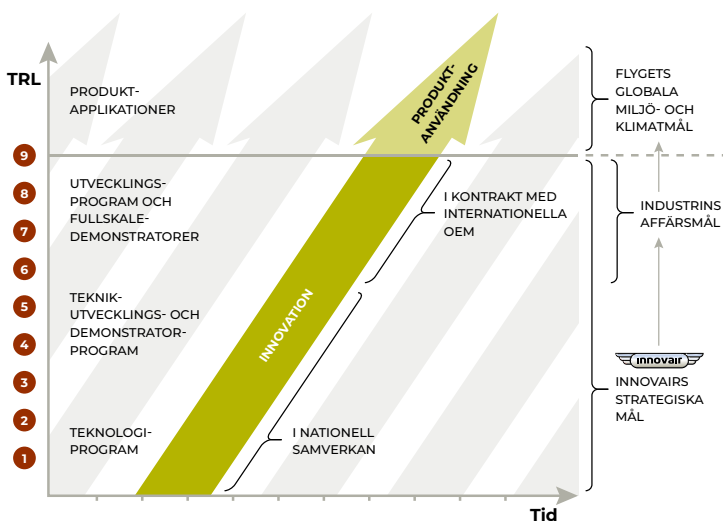 TRL
PRODUKT-
APPLIKATIONER
PRODUKT-
ANVÄNDNING
FLYGETS
GLOBALA
MILJÖ- OCH
KLIMATMÅL
9
8
7
6
5
4
3
2
1
UTVECKLINGS-
PROGRAM OCH
FULLSKALE-
DEMONSTRATORER
I KONTRAKT MED
INTERNATIONELLA
OEM
INDUSTRINS
AFFÄRSMÅL
TEKNIK-
UTVECKLINGS- OCH
DEMONSTRATOR-
PROGRAM
INNOVATION
innovair
INNOVAIRS
STRATEGISKA
MÅL
TEKNOLOGI-
PROGRAM
I NATIONELL
SAMVERKAN
Tid